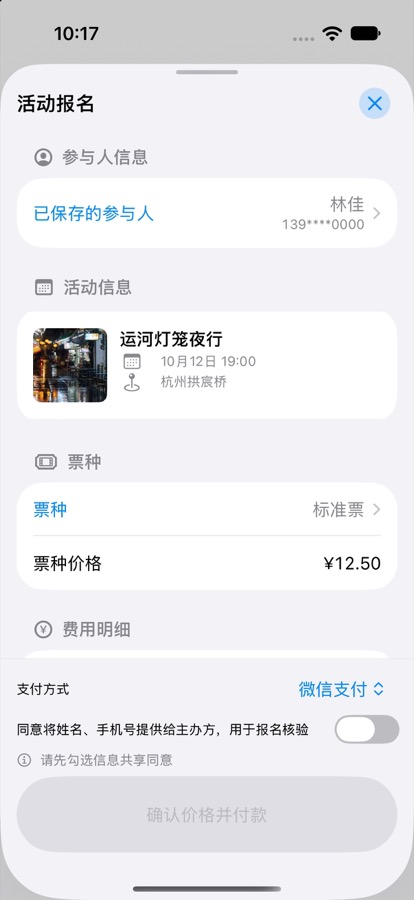 10:17
活动报名
参与人信息
已保存的参与人
林佳
139****0000
活动信息
运河灯笼夜行
10月12日 19:00
杭州拱宸桥
票种
票种
标准票
票种价格
¥12.50
费用明细
支付方式
微信支付
同意将姓名、手机号提供给主办方，用于报名核验
请先勾选信息共享同意
确认价格并付款